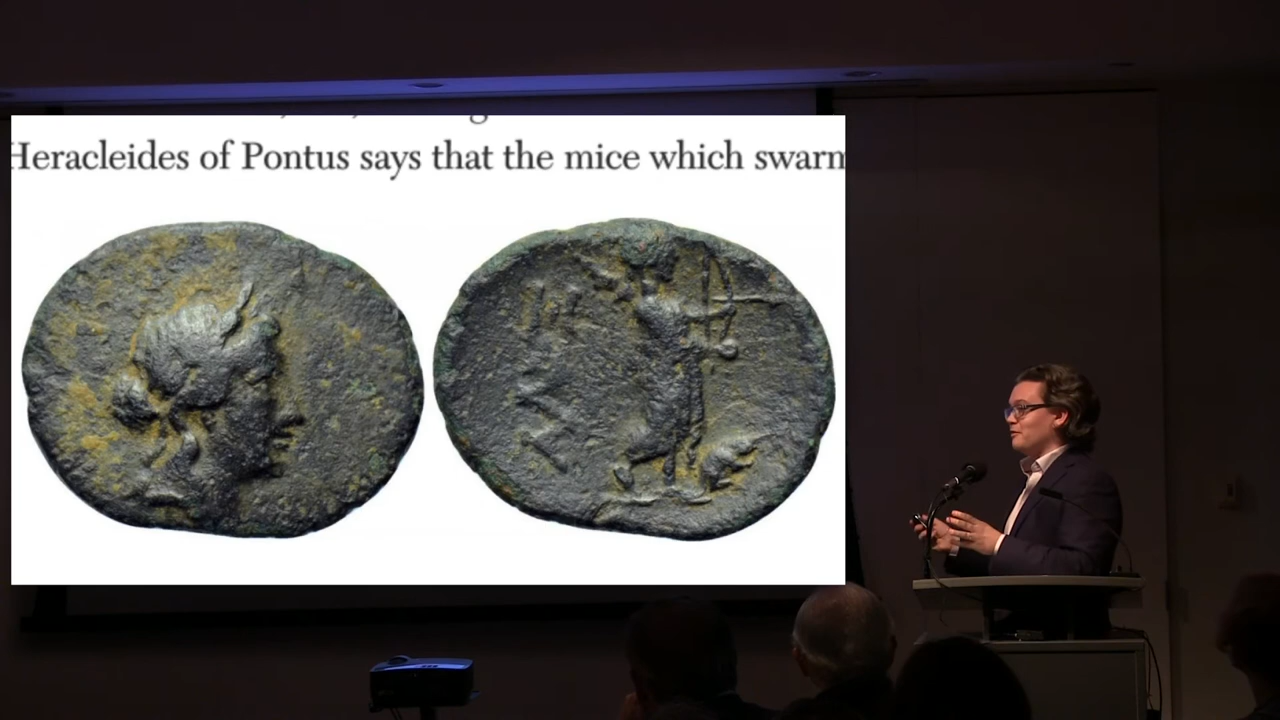 Heracleides of Pontus says that the mice which swarm